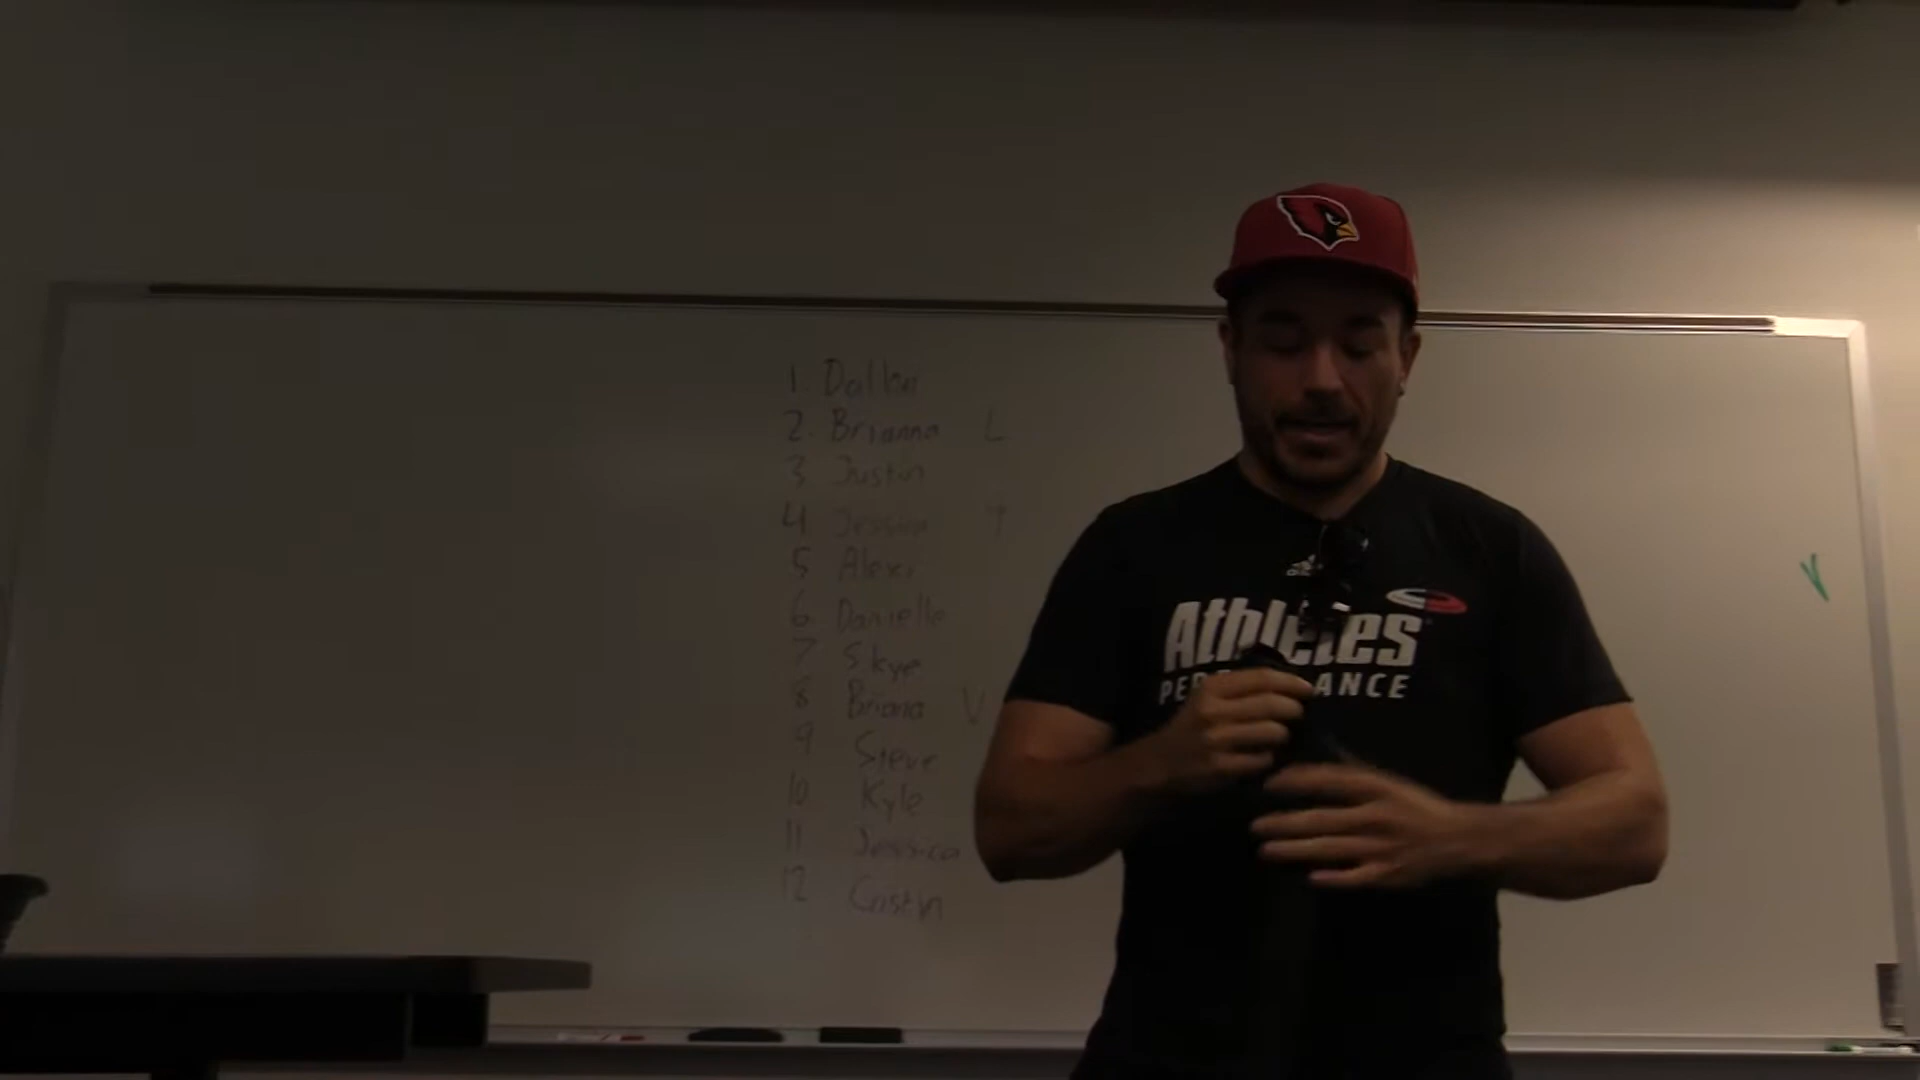 1.
2. Brianna L
3 Justin
4 Jessica T
5 Alexi
6. Danielle
7 Skye
8 Briana V
9 Steve
10 Kyle
11 Jessica
12 Cristin
V
adidas
Athletes
PERFORMANCE